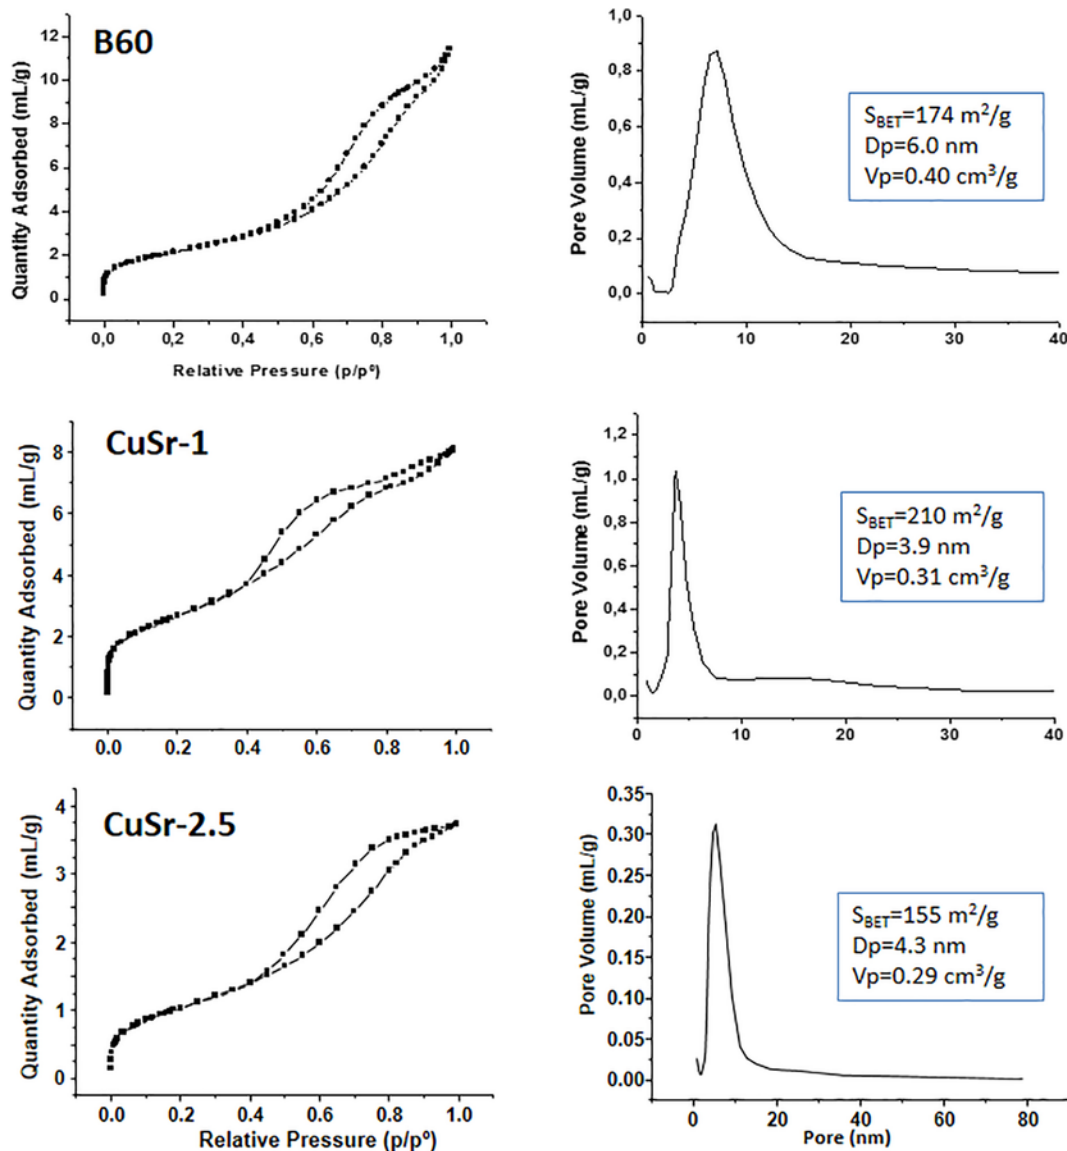 B60
Quantity Adsorbed (mL/g)
12
10
8
6
4
2
0
0,0 0,2 0,4 0,6 0,8 1,0
Relative Pressure (p/pº)
Pore Volume (mL/g)
1,0
0,8
0,6
0,4
0,2
0,0
0 10 20 30 40
S_BET=174 m²/g
Dp=6.0 nm
Vp=0.40 cm³/g
CuSr-1
Quantity Adsorbed (mL/g)
8
6
4
2
0
0.0 0.2 0.4 0.6 0.8 1.0
Pore Volume (mL/g)
1,2
1,0
0,8
0,6
0,4
0,2
0,0
0 10 20 30 40
S_BET=210 m²/g
Dp=3.9 nm
Vp=0.31 cm³/g
CuSr-2.5
Quantity Adsorbed (mL/g)
4
3
2
1
0
0.0 0.2 0.4 0.6 0.8 1.0
Relative Pressure (p/pº)
Pore Volume (mL/g)
0.35
0.30
0.25
0.20
0.15
0.10
0.05
0.00
0 20 40 60 80
Pore (nm)
S_BET=155 m²/g
Dp=4.3 nm
Vp=0.29 cm³/g